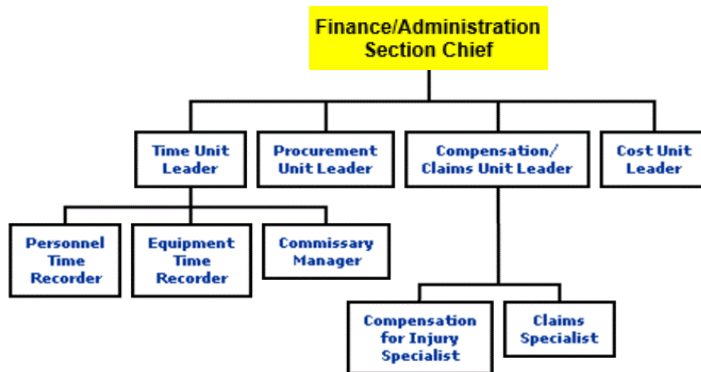 Finance/Administration
Section Chief
Time Unit
Leader
Procurement
Unit Leader
Compensation/
Claims Unit Leader
Cost Unit
Leader
Personnel
Time
Recorder
Equipment
Time
Recorder
Commissary
Manager
Compensation
for Injury
Specialist
Claims
Specialist